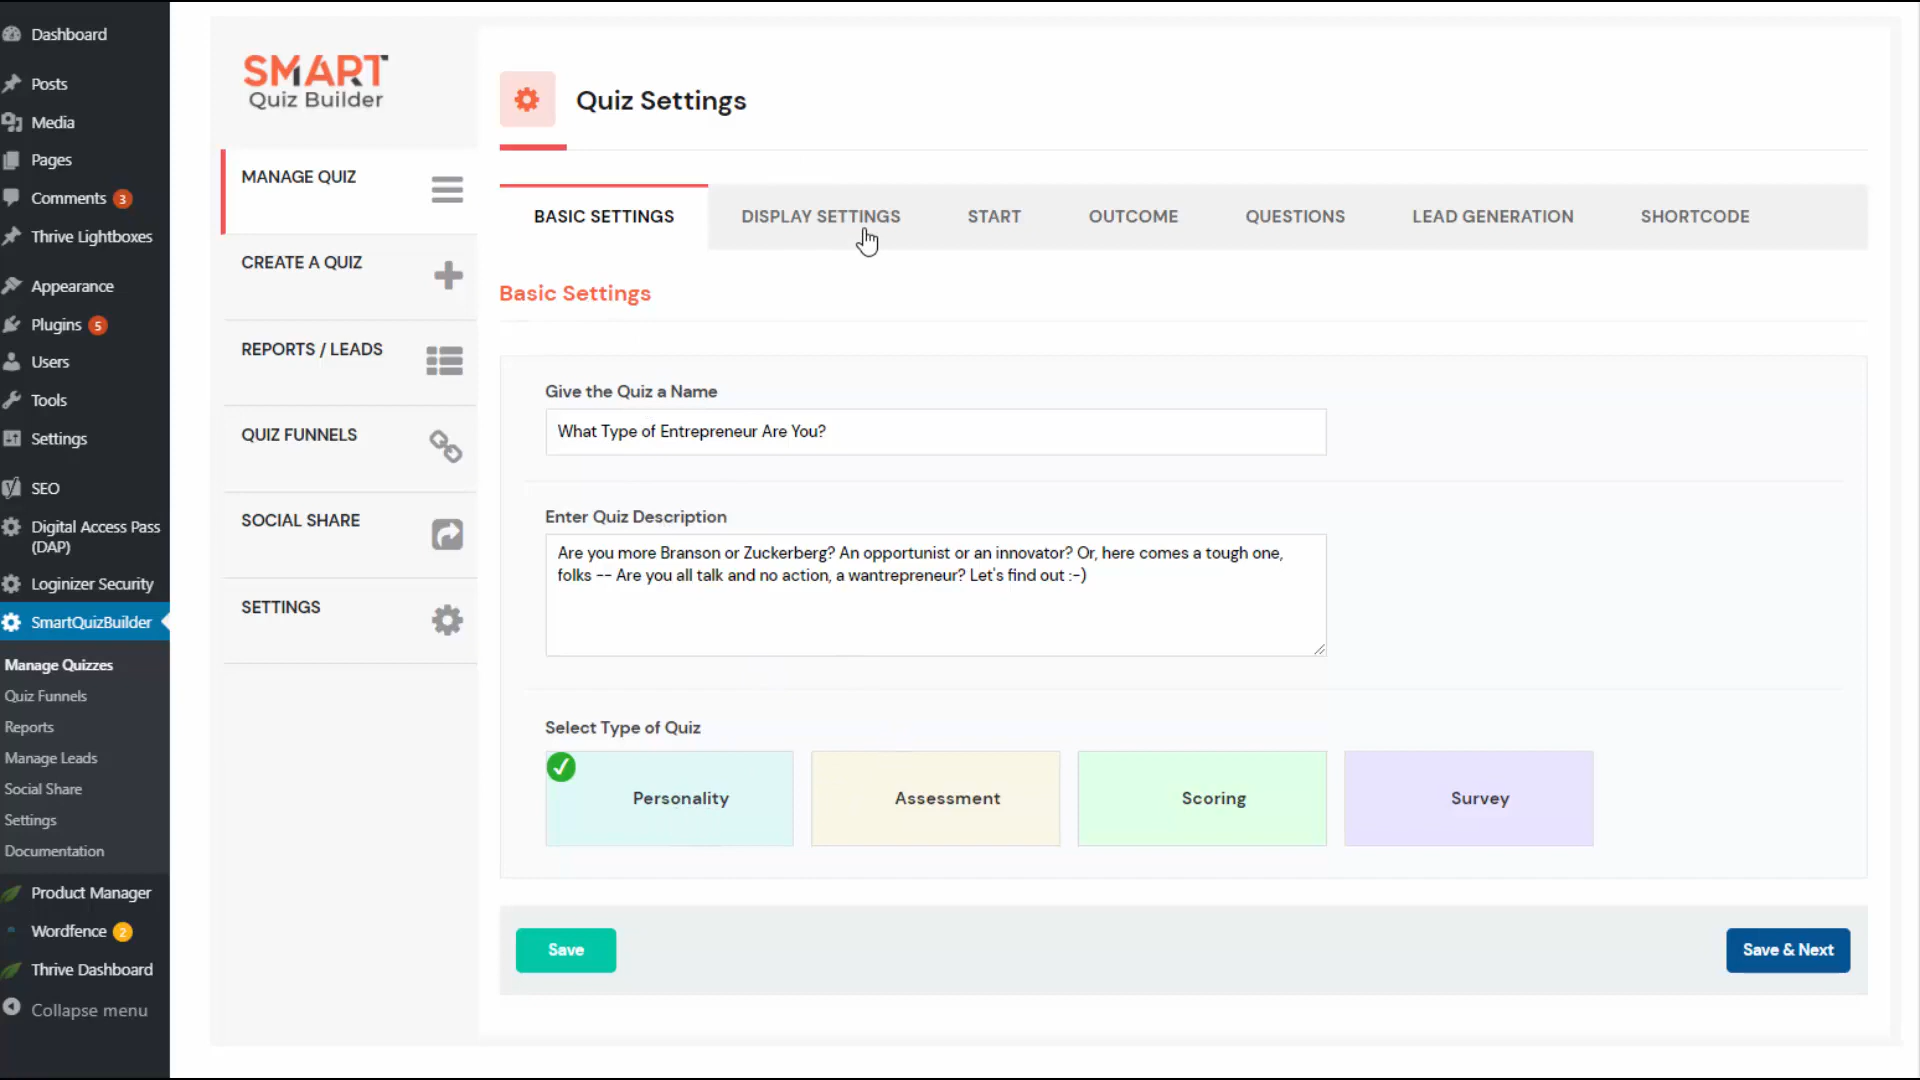 Dashboard
Posts
Media
Pages
Comments 3
Thrive Lightboxes
Appearance
Plugins 5
Users
Tools
Settings
SEO
Digital Access Pass
(DAP)
Loginizer Security
SmartQuizBuilder
Manage Quizzes
Quiz Funnels
Reports
Manage Leads
Social Share
Settings
Documentation
Product Manager
Wordfence 2
Thrive Dashboard
Collapse menu
SMART
Quiz Builder
MANAGE QUIZ
CREATE A QUIZ
REPORTS / LEADS
QUIZ FUNNELS
SOCIAL SHARE
SETTINGS
Quiz Settings
BASIC SETTINGS DISPLAY SETTINGS START OUTCOME QUESTIONS LEAD GENERATION SHORTCODE
Basic Settings
Give the Quiz a Name
What Type of Entrepreneur Are You?
Enter Quiz Description
Are you more Branson or Zuckerberg? An opportunist or an innovator? Or, here comes a tough one,
folks -- Are you all talk and no action, a wantrepreneur? Let's find out :-)
Select Type of Quiz
Personality Assessment Scoring Survey
Save Save & Next